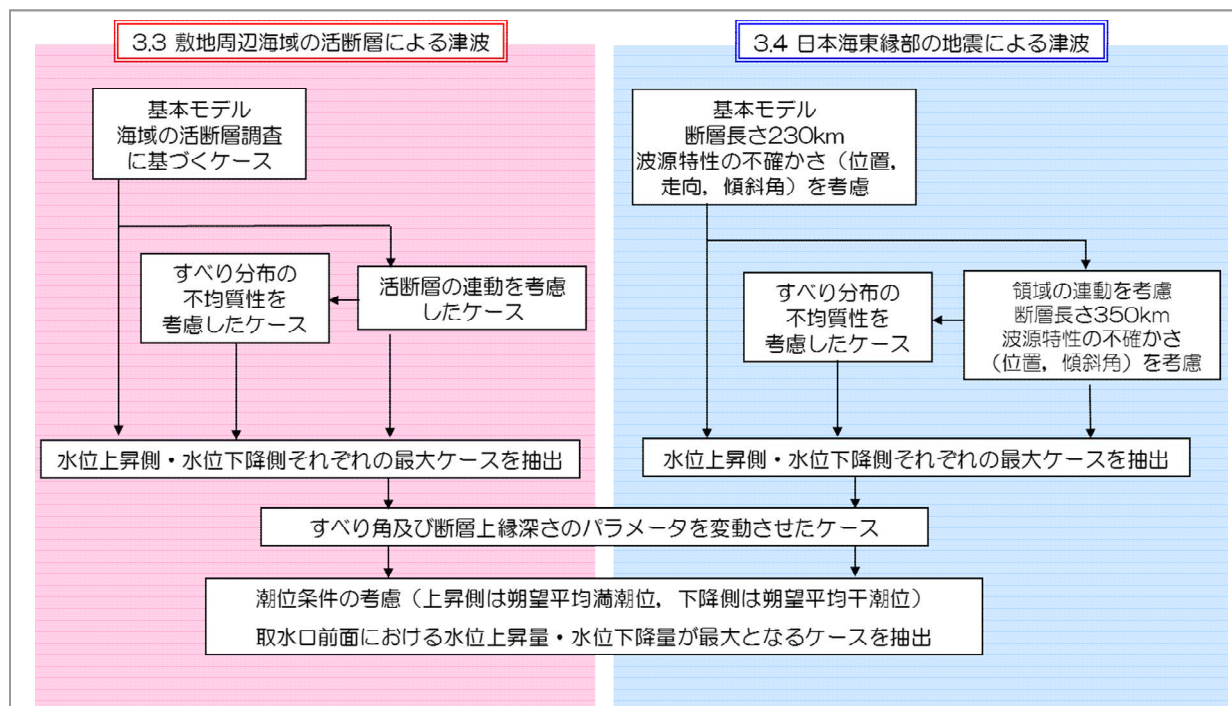 3.3 敷地周辺海域の活断層による津波
基本モデル
海域の活断層調査
に基づくケース
すべり分布の
不均質性を
考慮したケース
活断層の連動を考慮
したケース
水位上昇側・水位下降側それぞれの最大ケースを抽出
3.4 日本海東縁部の地震による津波
基本モデル
断層長さ230km
波源特性の不確かさ（位置，
走向，傾斜角）を考慮
すべり分布の
不均質性を
考慮したケース
領域の連動を考慮
断層長さ350km
波源特性の不確かさ
（位置，傾斜角）を考慮
水位上昇側・水位下降側それぞれの最大ケースを抽出
すべり角及び断層上縁深さのパラメータを変動させたケース
潮位条件の考慮（上昇側は朔望平均満潮位，下降側は朔望平均干潮位）
取水口前面における水位上昇量・水位下降量が最大となるケースを抽出